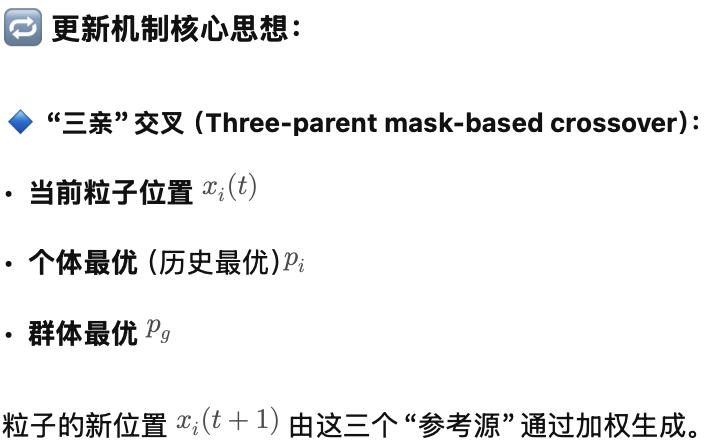 🔁 更新机制核心思想：
🔷 “三亲”交叉（Three-parent mask-based crossover）：
• 当前粒子位置 x_i(t)
• 个体最优（历史最优）p_i
• 群体最优 p_g
粒子的新位置 x_i(t + 1) 由这三个“参考源”通过加权生成。